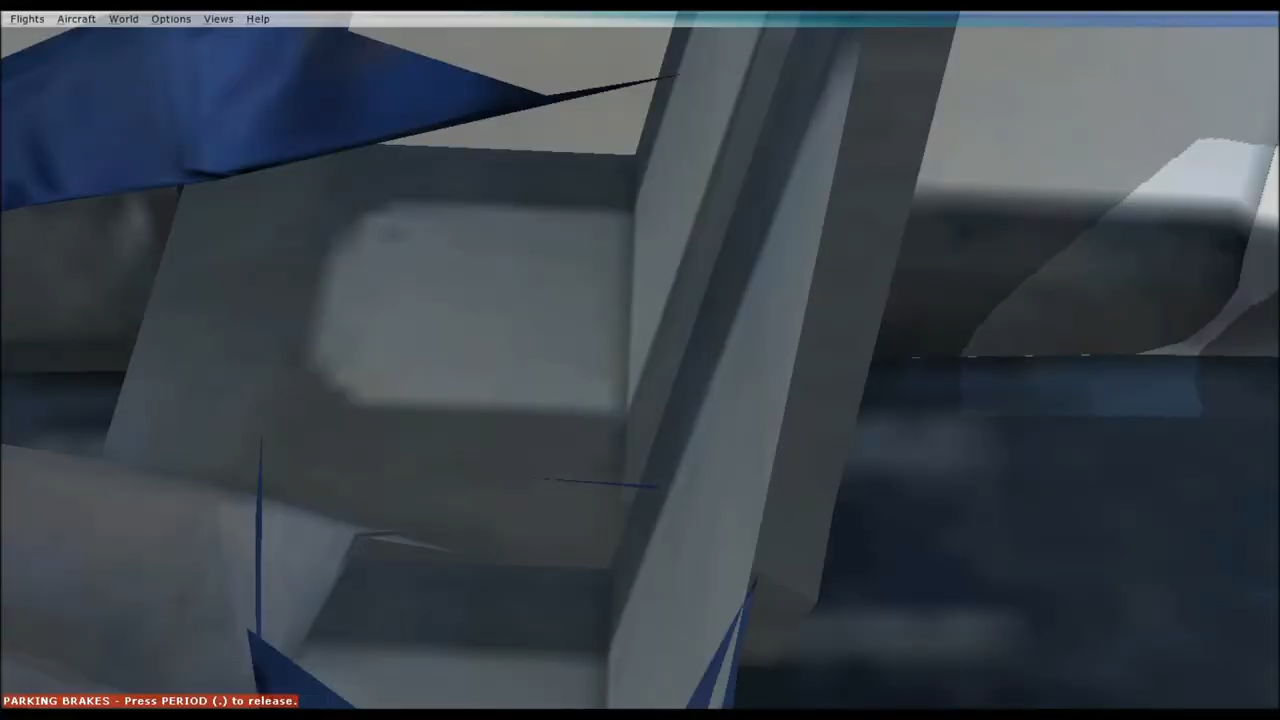 Flights Aircraft World Options Views Help
PARKING BRAKES - Press PERIOD (.) to release.